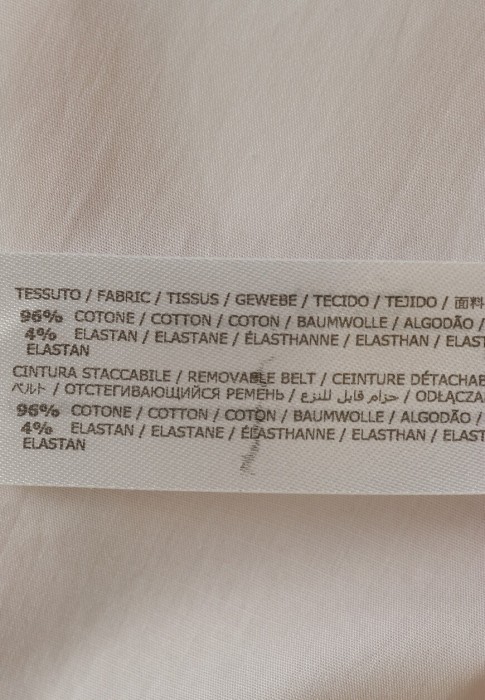 TESSUTO / FABRIC / TISSUS / GEWEBE / TECIDO / TEJIDO / 面料
96% COTONE / COTTON / COTON / BAUMWOLLE / ALGODÃO /
4% ELASTAN / ELASTANE / ÉLASTHANNE / ELASTHAN / ELAST
ELASTAN
CINTURA STACCABILE / REMOVABLE BELT / CEINTURE DÉTACHAB
ベルト / ОТСТЕГИВАЮЩИЙСЯ РЕМЕНЬ / حزام قابل للنزع / ODŁĄCZA
96% COTONE / COTTON / COTON / BAUMWOLLE / ALGODÃO /
4% ELASTAN / ELASTANE / ÉLASTHANNE / ELASTHAN / ELAST
ELASTAN